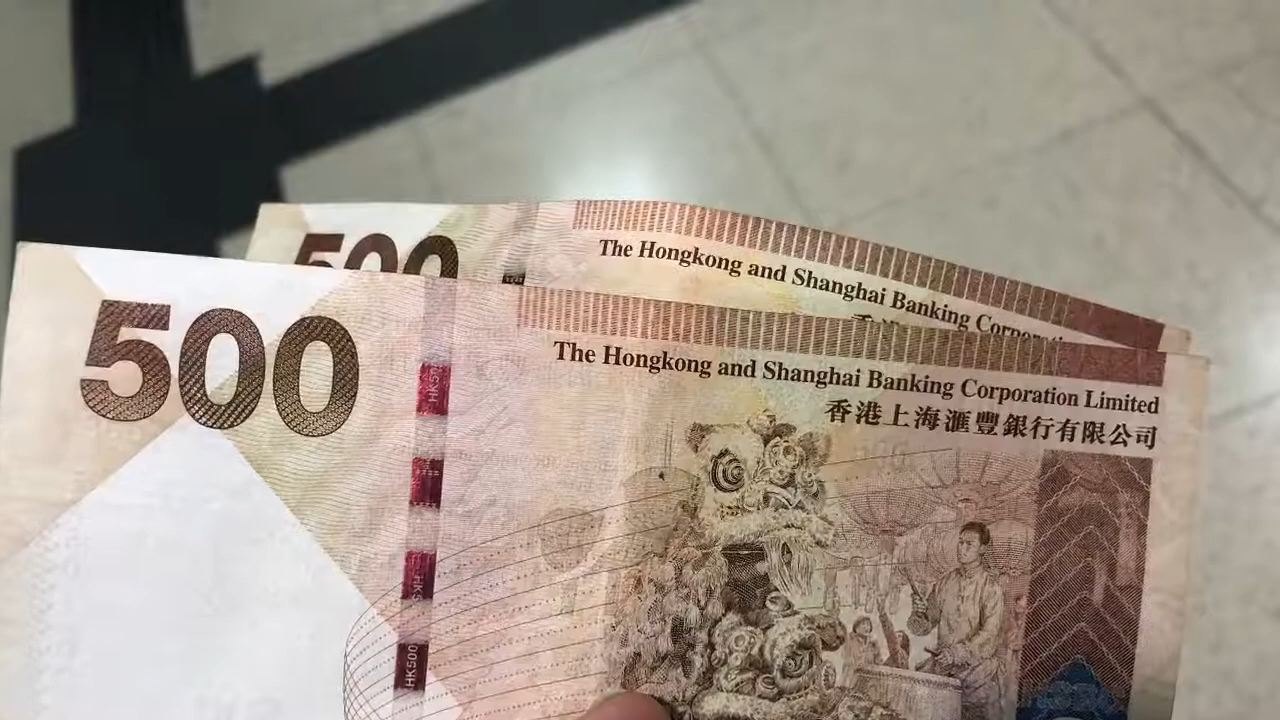 500
The Hongkong and Shanghai Banking Corporation
500
The Hongkong and Shanghai Banking Corporation Limited
香港上海滙豐銀行有限公司
HK500